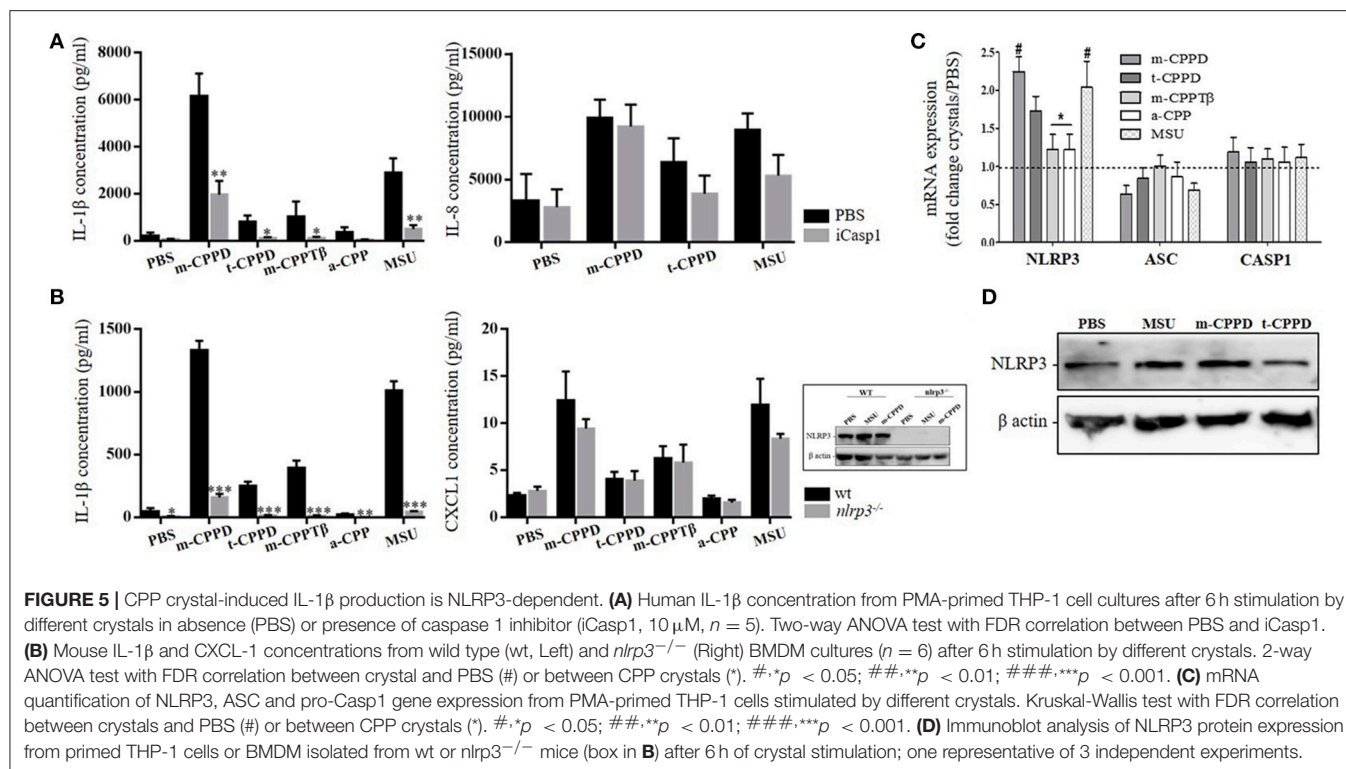 A
IL-1β concentration (pg/ml)
8000
6000
4000
2000
0
**
*
*
**
PBS
m-CPPD
t-CPPD
m-CPPTβ
a-CPP
MSU
IL-8 concentration (pg/ml)
15000
10000
5000
0
PBS
m-CPPD
t-CPPD
MSU
PBS
iCasp1
C
mRNA expression
(fold change crystals/PBS)
2.5
2.0
1.5
1.0
0.5
0.0
#
*
#
m-CPPD
t-CPPD
m-CPPTβ
a-CPP
MSU
NLRP3
ASC
CASP1
B
IL-1β concentration (pg/ml)
1500
1000
500
0
*
***
***
***
**
***
PBS
m-CPPD
t-CPPD
m-CPPTβ
a-CPP
MSU
CXCL1 concentration (pg/ml)
20
15
10
5
0
PBS
m-CPPD
t-CPPD
m-CPPTβ
a-CPP
MSU
WT
nlrp3-/-
PBS
MSU
m-CPPD
PBS
MSU
m-CPPD
NLRP3
β actin
wt
nlrp3-/-
D
PBS MSU m-CPPD t-CPPD
NLRP3
β actin
FIGURE 5 | CPP crystal-induced IL-1β production is NLRP3-dependent. (A) Human IL-1β concentration from PMA-primed THP-1 cell cultures after 6 h stimulation by
different crystals in absence (PBS) or presence of caspase 1 inhibitor (iCasp1, 10 μM, n = 5). Two-way ANOVA test with FDR correlation between PBS and iCasp1.
(B) Mouse IL-1β and CXCL-1 concentrations from wild type (wt, Left) and nlrp3−/− (Right) BMDM cultures (n = 6) after 6 h stimulation by different crystals. 2-way
ANOVA test with FDR correlation between crystal and PBS (#) or between CPP crystals (*). #,*p < 0.05; ##,**p < 0.01; ###,***p < 0.001. (C) mRNA
quantification of NLRP3, ASC and pro-Casp1 gene expression from PMA-primed THP-1 cells stimulated by different crystals. Kruskal-Wallis test with FDR correlation
between crystals and PBS (#) or between CPP crystals (*). #,*p < 0.05; ##,**p < 0.01; ###,***p < 0.001. (D) Immunoblot analysis of NLRP3 protein expression
from primed THP-1 cells or BMDM isolated from wt or nlrp3−/− mice (box in B) after 6 h of crystal stimulation; one representative of 3 independent experiments.